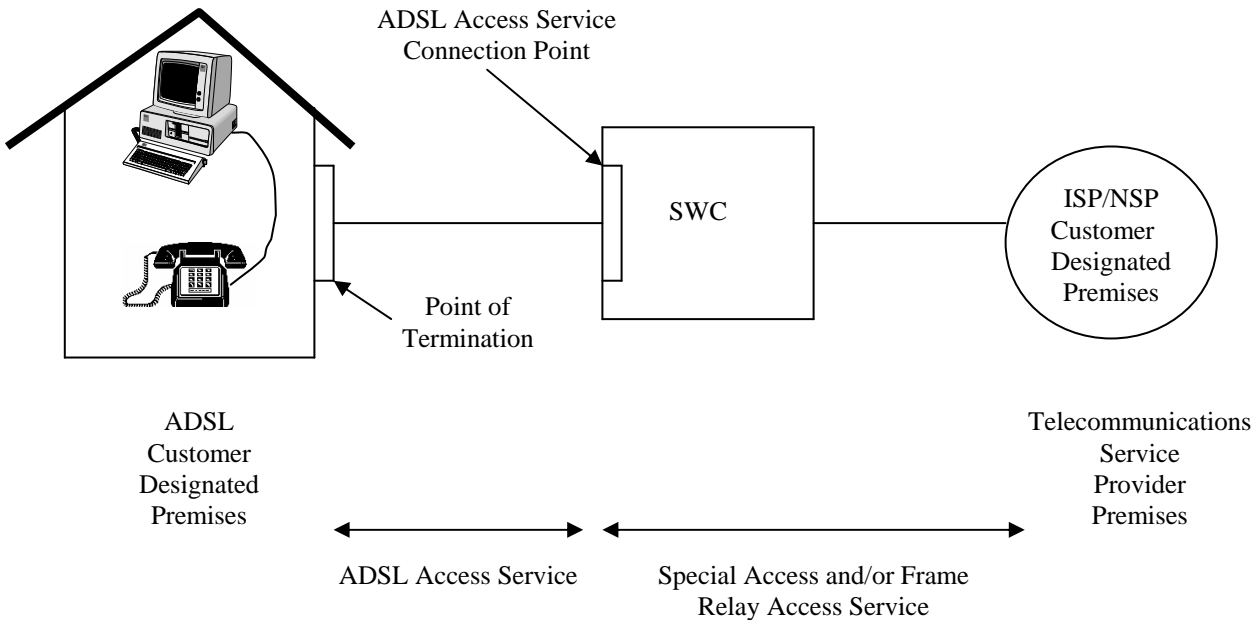 ADSL Access Service
Connection Point
SWC
ISP/NSP
Customer
Designated
Premises
Point of
Termination
ADSL
Customer
Designated
Premises
Telecommunications
Service
Provider
Premises
ADSL Access Service
Special Access and/or Frame
Relay Access Service